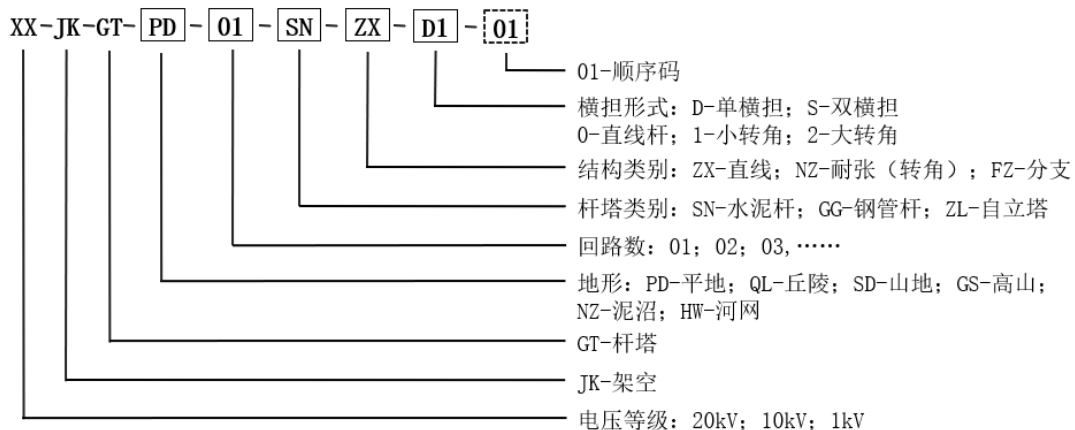 XX-JK-GT-PD-01-SN-ZX-D1-01
01-顺序码
横担形式：D-单横担；S-双横担
0-直线杆；1-小转角；2-大转角
结构类别：ZX-直线；NZ-耐张（转角）；FZ-分支
杆塔类别：SN-水泥杆；GG-钢管杆；ZL-自立塔
回路数：01；02；03,……
地形：PD-平地；QL-丘陵；SD-山地；GS-高山；
NZ-泥沼；HW-河网
GT-杆塔
JK-架空
电压等级：20kV；10kV；1kV